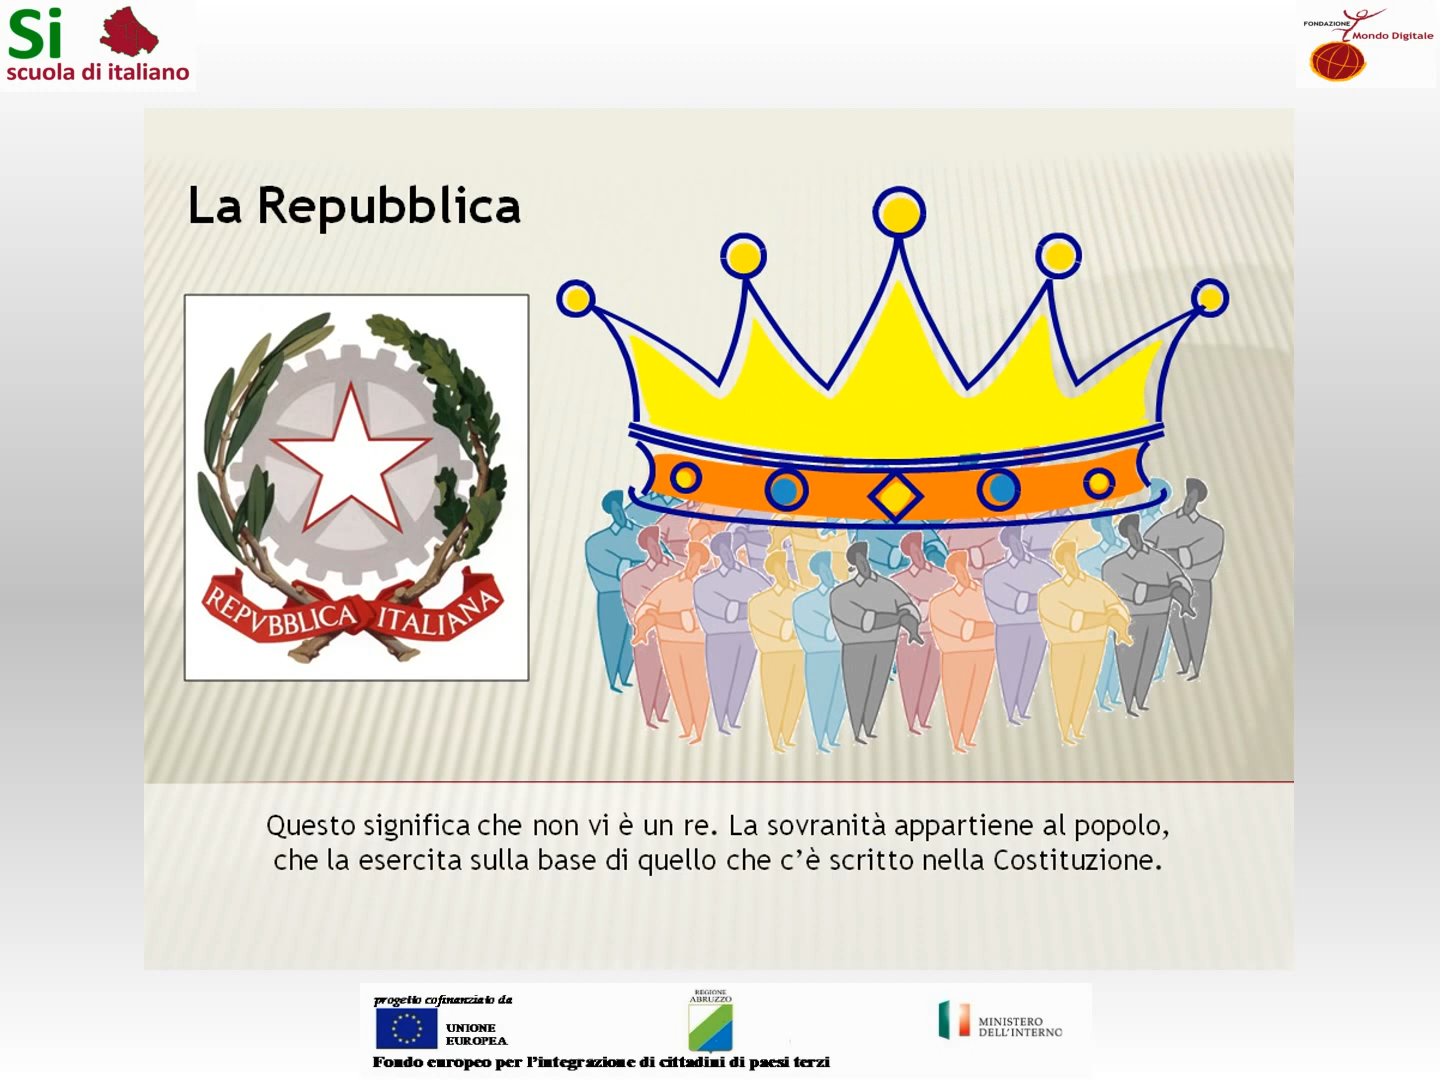 Si
scuola di italiano
FONDAZIONE
Mondo Digitale
La Repubblica
REPVBBLICA ITALIANA
Questo significa che non vi è un re. La sovranità appartiene al popolo,
che la esercita sulla base di quello che c’è scritto nella Costituzione.
progetto cofinanziato da
UNIONE
EUROPEA
REGIONE
ABRUZZO
MINISTERO
DELL'INTERNO
Fondo europeo per l’integrazione di cittadini di paesi terzi